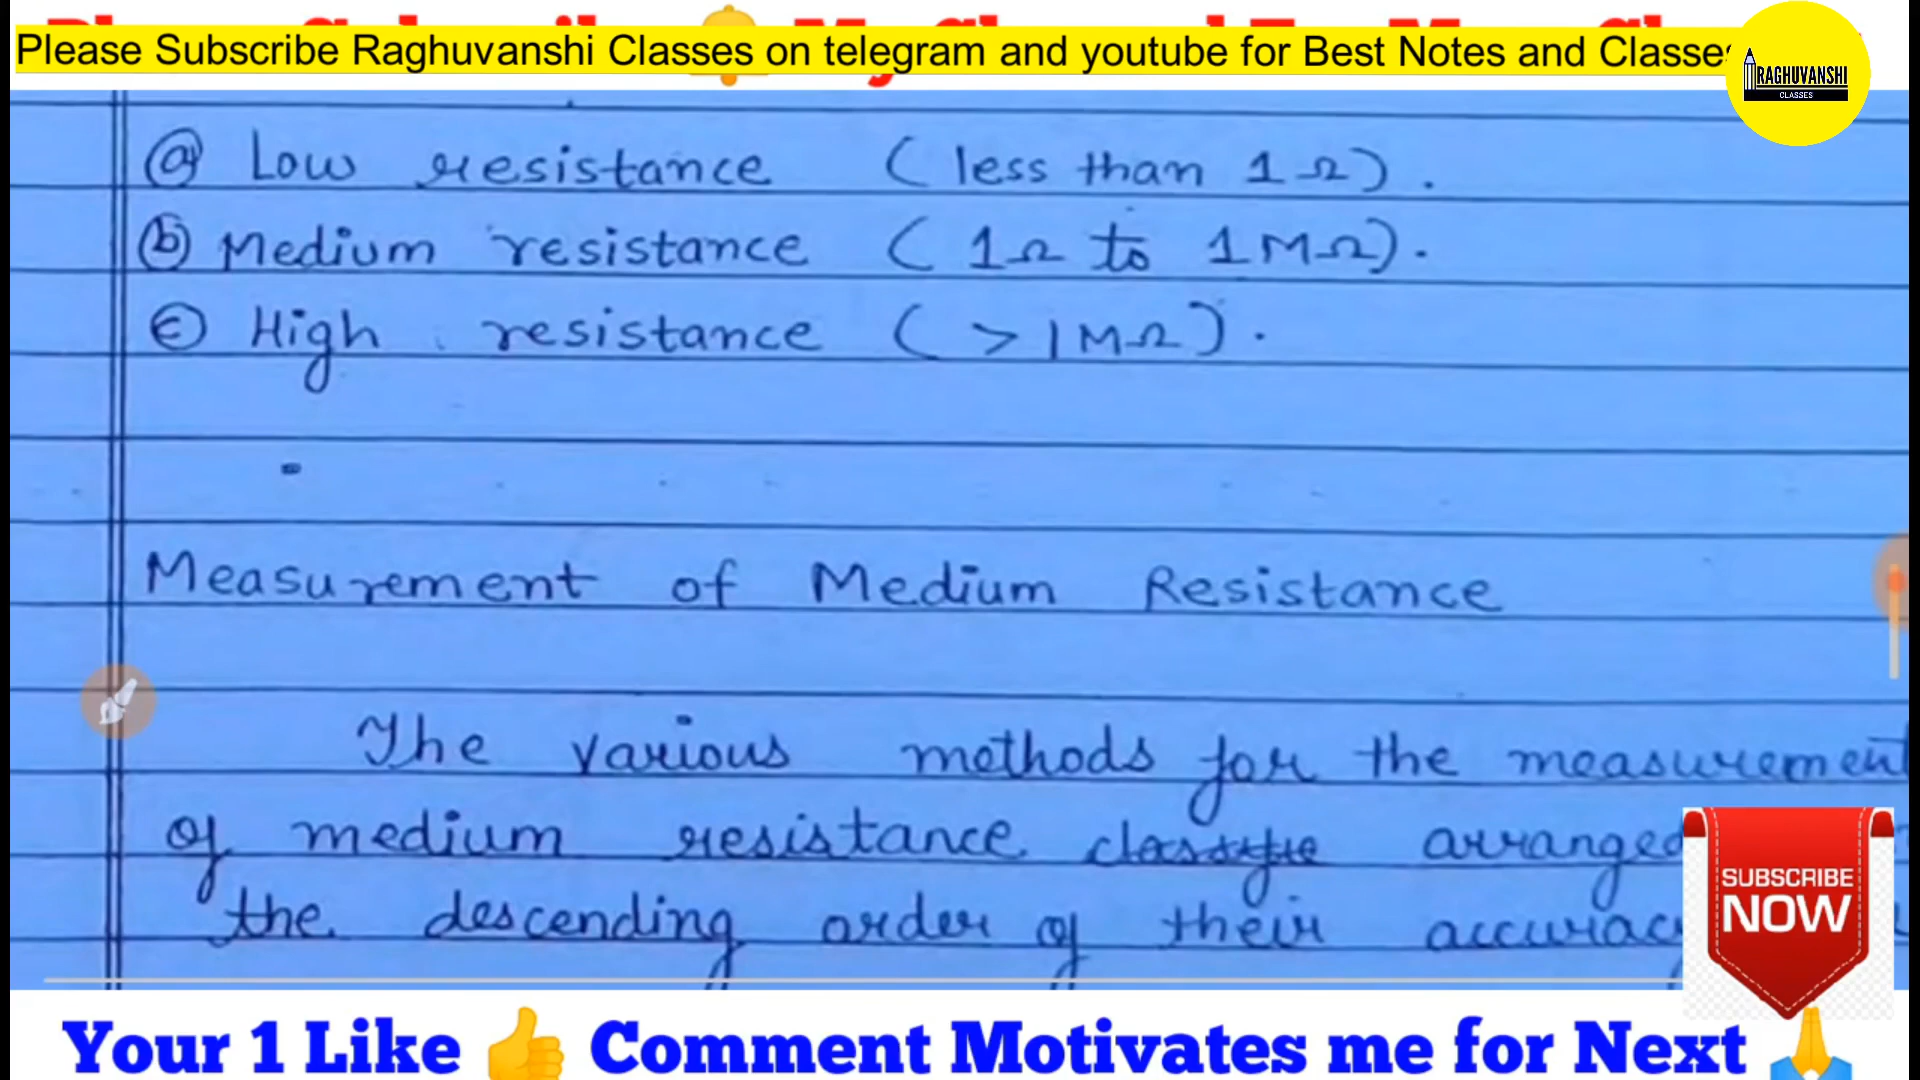 Please Subscribe Raghuvanshi Classes on telegram and youtube for Best Notes and Classes
RAGHUVANSHI
CLASSES
(a) Low resistance (less than 1Ω).
(b) Medium resistance (1Ω to 1MΩ).
(c) High resistance (>1MΩ).
Measurement of Medium Resistance
The various methods for the measurement
of medium resistance arranged
the descending order of their accuracy
SUBSCRIBE
NOW
Your 1 Like 👍 Comment Motivates me for Next 🙏